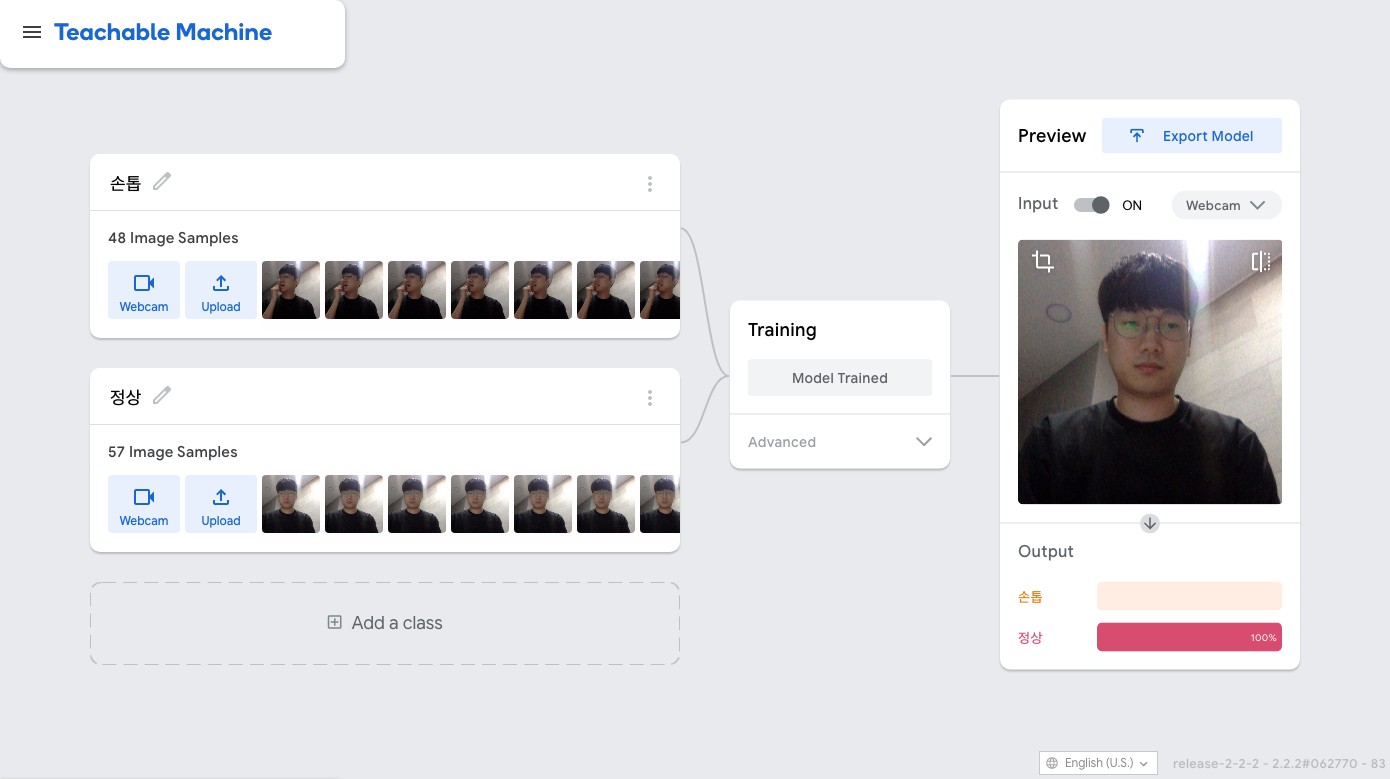 Teachable Machine
손톱
48 Image Samples
Webcam
Upload
정상
57 Image Samples
Webcam
Upload
Add a class
Training
Model Trained
Advanced
Preview
Export Model
Input
ON
Webcam
Output
손톱
정상
100%
English (U.S.)
release-2-2-2 - 2.2.2#062770 - 83